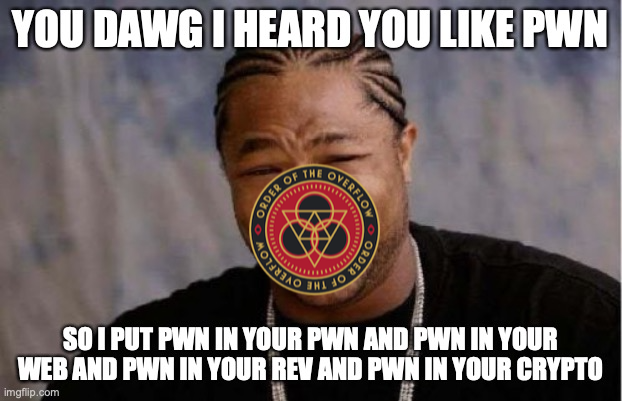 YOU DAWG I HEARD YOU LIKE PWN
ORDER OF THE OVERFLOW
ORDER OF THE OVERFLOW
SO I PUT PWN IN YOUR PWN AND PWN IN YOUR
WEB AND PWN IN YOUR REV AND PWN IN YOUR CRYPTO
imgflip.com